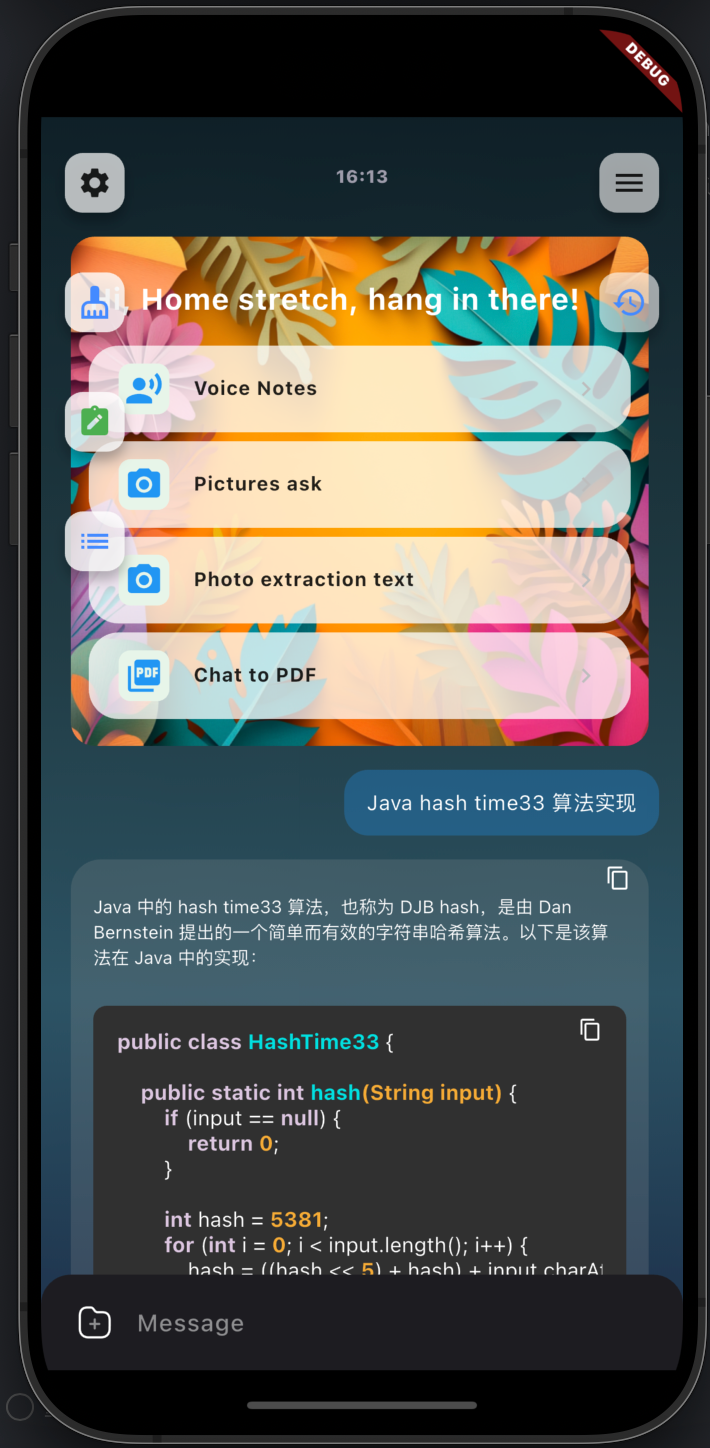 DEBUG
16:13
Hi, Home stretch, hang in there!
Voice Notes
Pictures ask
Photo extraction text
PDF
Chat to PDF
Java hash time33 算法实现
Java 中的 hash time33 算法，也称为 DJB hash，是由 Dan
Bernstein 提出的一个简单而有效的字符串哈希算法。以下是该算
法在 Java 中的实现：
public class HashTime33 {
public static int hash(String input) {
if (input == null) {
return 0;
}
int hash = 5381;
for (int i = 0; i < input.length(); i++) {
hash = ((hash << 5) + hash) + input.charAt
Message